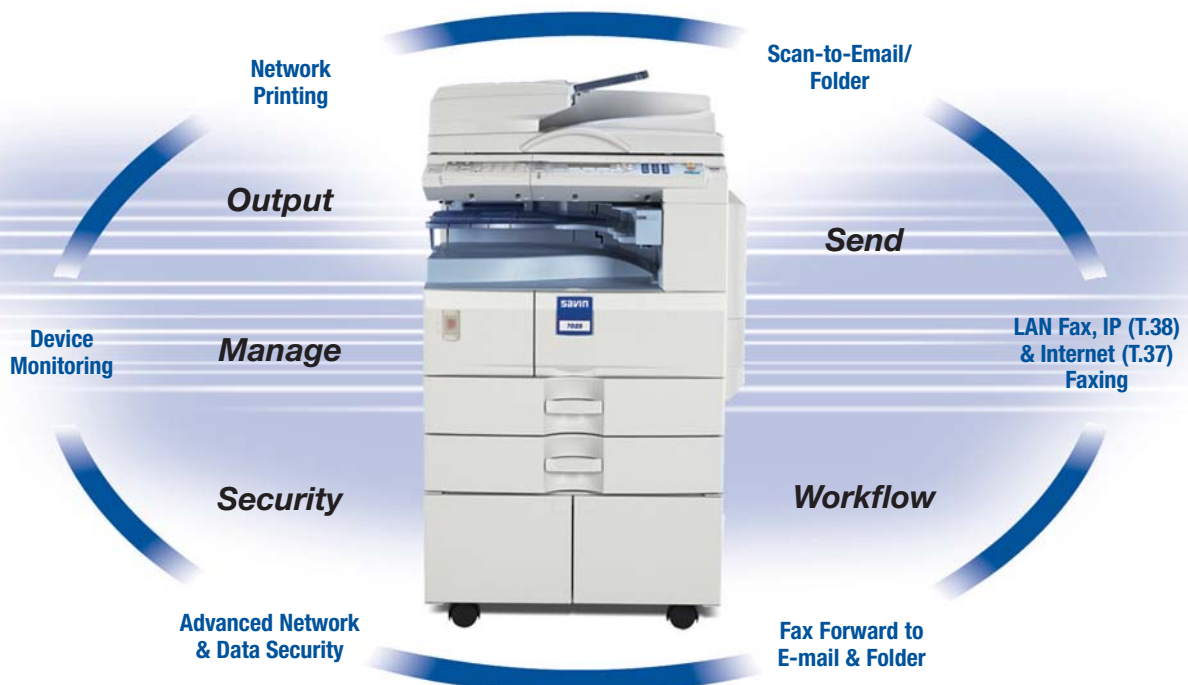 Network
Printing
Scan-to-Email/
Folder
Output
Send
savin
Device
Monitoring
Manage
LAN Fax, IP (T.38)
& Internet (T.37)
Faxing
Security
Workflow
Advanced Network
& Data Security
Fax Forward to
E-mail & Folder